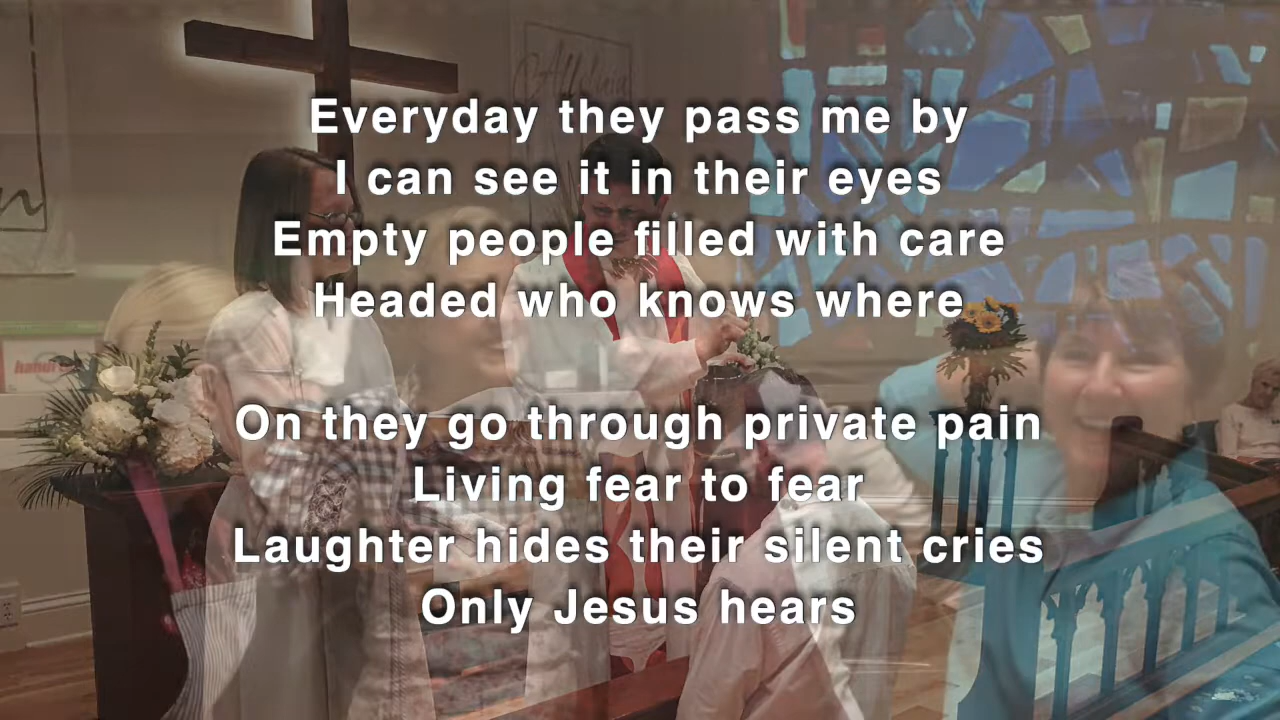 Everyday they pass me by
I can see it in their eyes
Empty people filled with care
Headed who knows where
On they go through private pain
Living fear to fear
Laughter hides their silent cries
Only Jesus hears